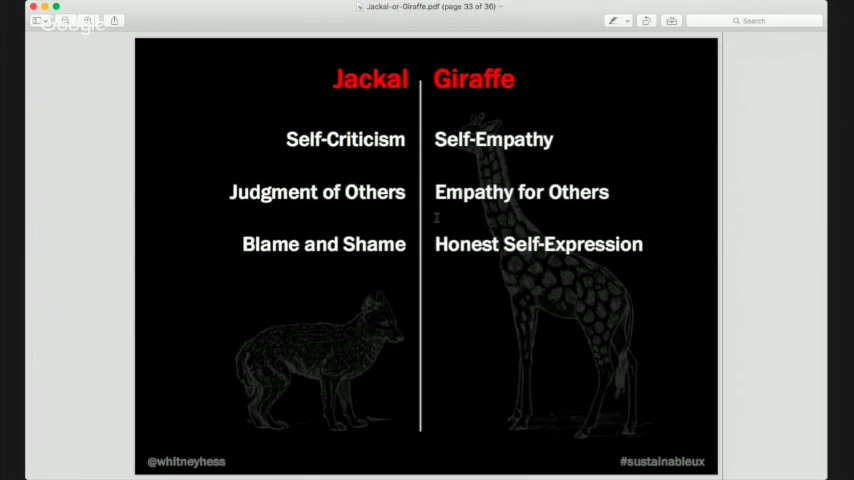 Jackal-or-Giraffe.pdf (page 33 of 36)
Google
Search
Jackal Giraffe
Self-Criticism Self-Empathy
Judgment of Others Empathy for Others
Blame and Shame Honest Self-Expression
@whitneyhess #sustainableux